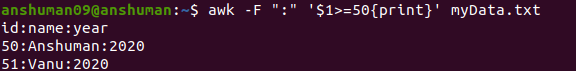 anshuman09@anshuman:~$ awk -F ":" '$1>=50{print}' myData.txt
id:name:year
50:Anshuman:2020
51:Vanu:2020